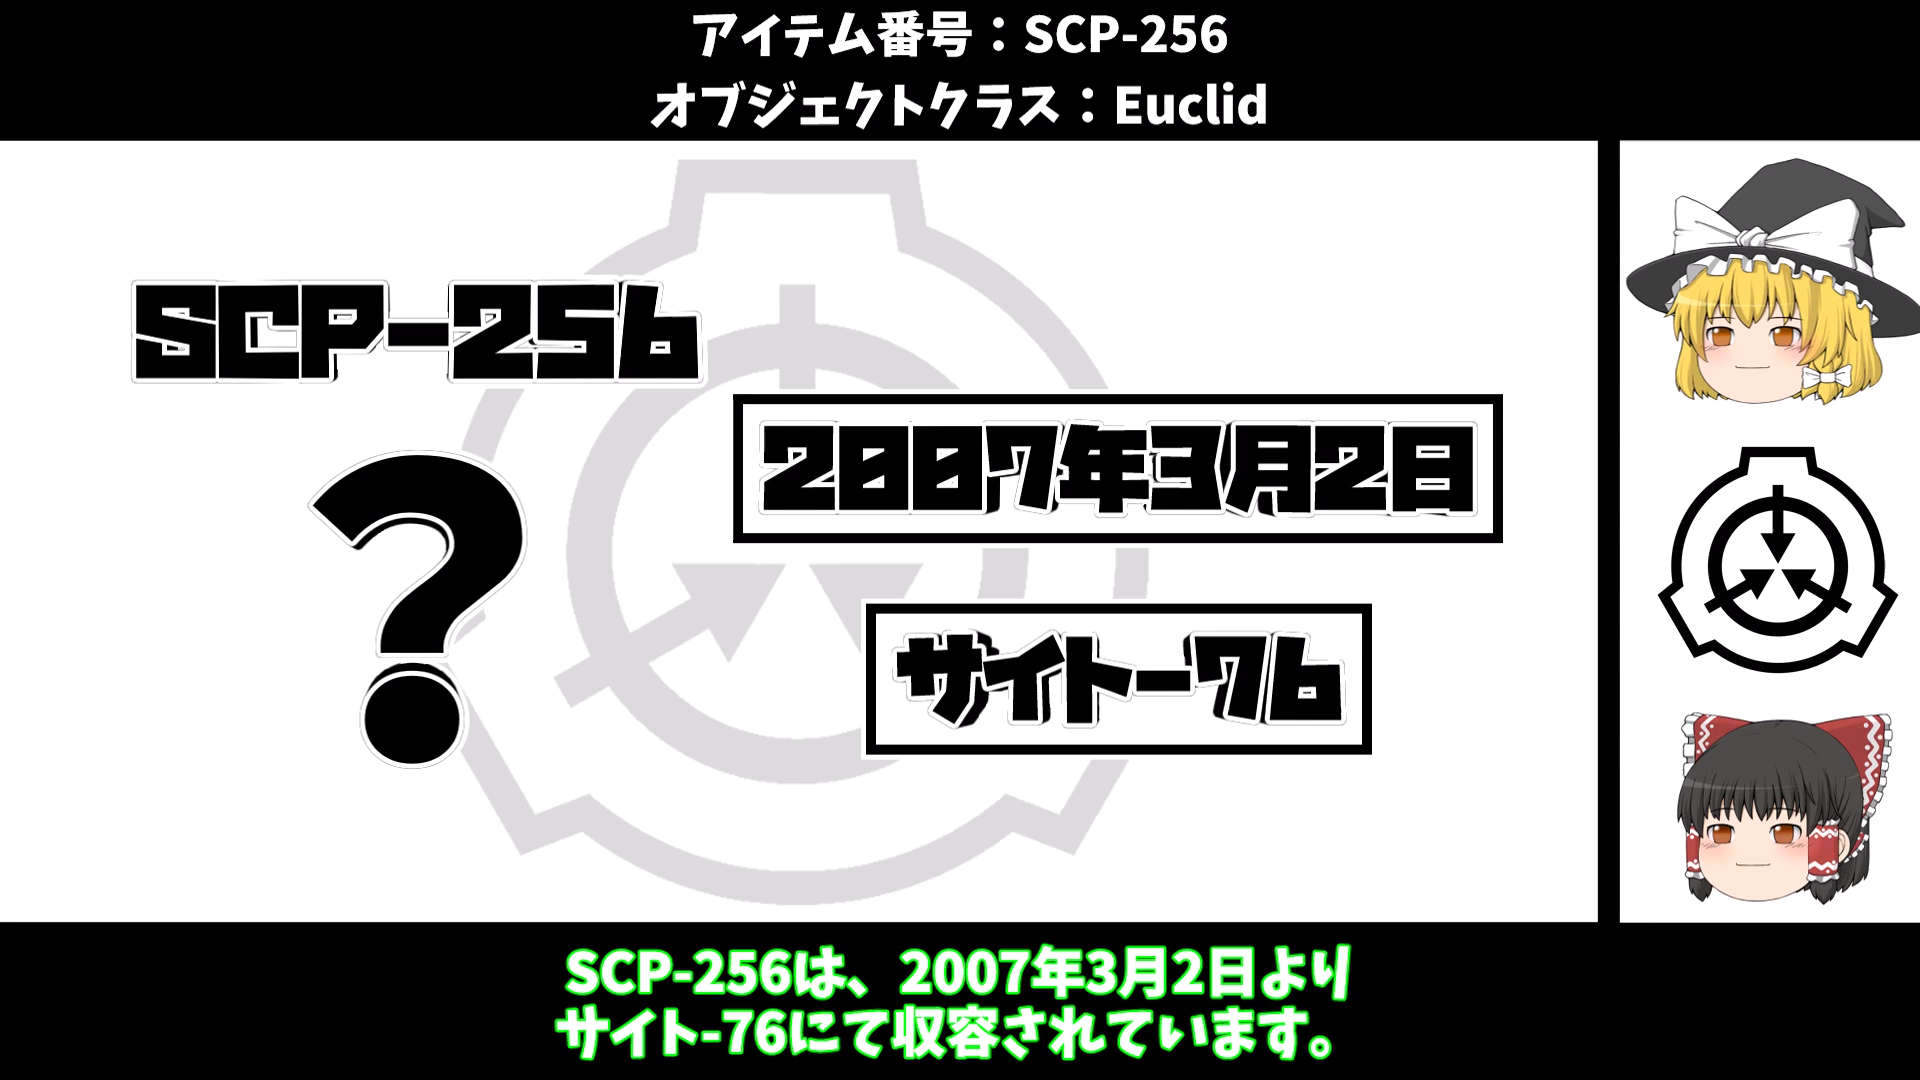 アイテム番号：SCP-256
オブジェクトクラス：Euclid
SCP-256
?
2007年3月2日
サイト-76
SCP-256は、2007年3月2日より
サイト-76にて収容されています。